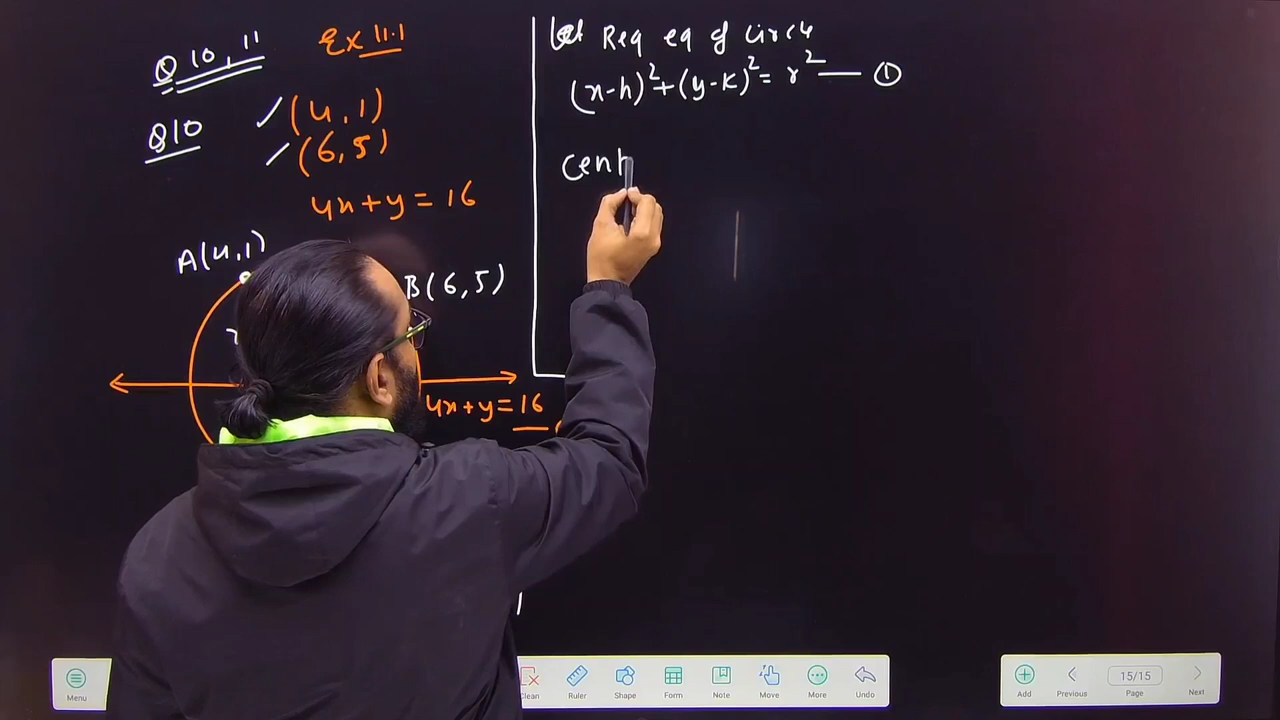 Q 10, 11 Ex 11.1
Q10 (4,1)
(6,5)
4x+y = 16
A(4,1)
B(6,5)
4x+y = 16
Let Req eq of circle
(x-h)²+(y-k)² = r² — ①
cent
Menu
Clean Ruler Shape Form Note Move More Undo
Add Previous 15/15 Page Next